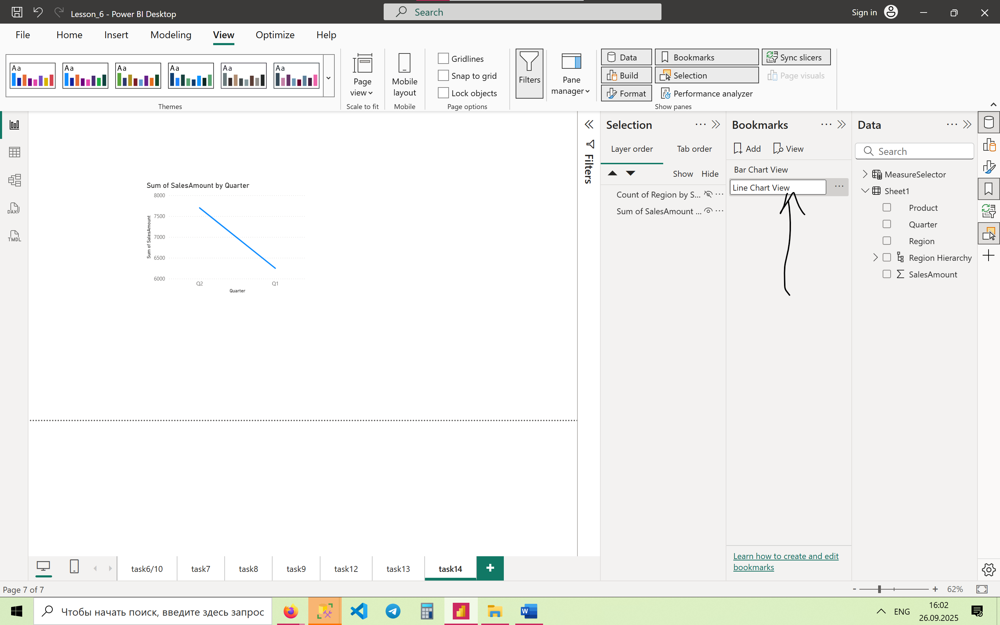 Lesson_6 - Power BI Desktop
Search
Sign in
File Home Insert Modeling View Optimize Help
Aa Aa Aa Aa Aa Aa
Themes
Page view
Scale to fit
Mobile layout
Mobile
Gridlines
Snap to grid
Lock objects
Page options
Filters
Pane manager
Data
Build
Format
Bookmarks
Selection
Performance analyzer
Sync slicers
Page visuals
Show panes
DAX
TMDL
Sum of SalesAmount by Quarter
Sum of SalesAmount
8000
7500
7000
6500
6000
Q2 Q1
Quarter
Filters
Selection
Layer order Tab order
Show Hide
Count of Region by S...
Sum of SalesAmount ...
Bookmarks
Add View
Bar Chart View
Line Chart View
Learn how to create and edit
bookmarks
Data
Search
MeasureSelector
Sheet1
Product
Quarter
Region
Region Hierarchy
SalesAmount
task6/10 task7 task8 task9 task12 task13 task14
Page 7 of 7
- + 62%
Чтобы начать поиск, введите здесь запрос
W
ENG
16:02
26.09.2025